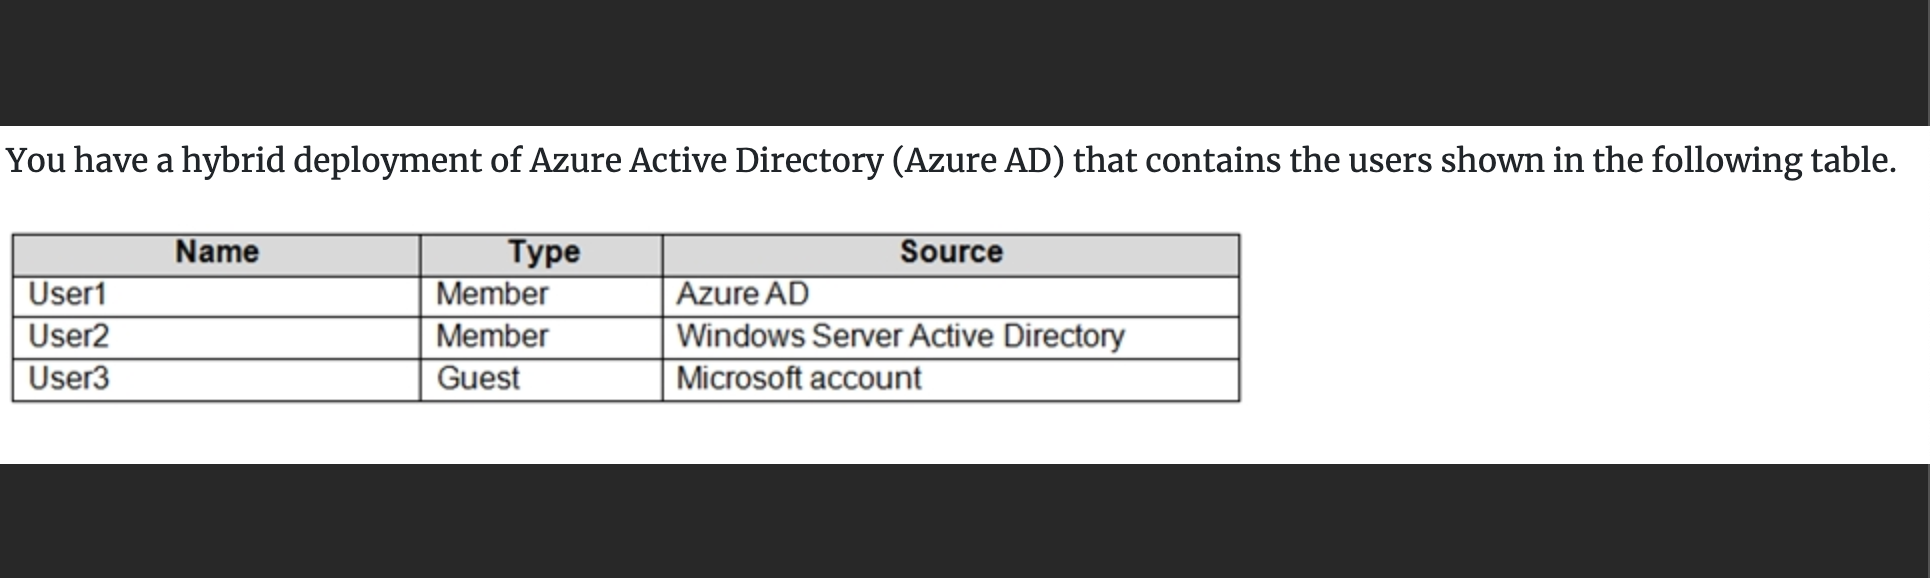 You have a hybrid deployment of Azure Active Directory (Azure AD) that contains the users shown in the following table.
Name Type Source
User1 Member Azure AD
User2 Member Windows Server Active Directory
User3 Guest Microsoft account